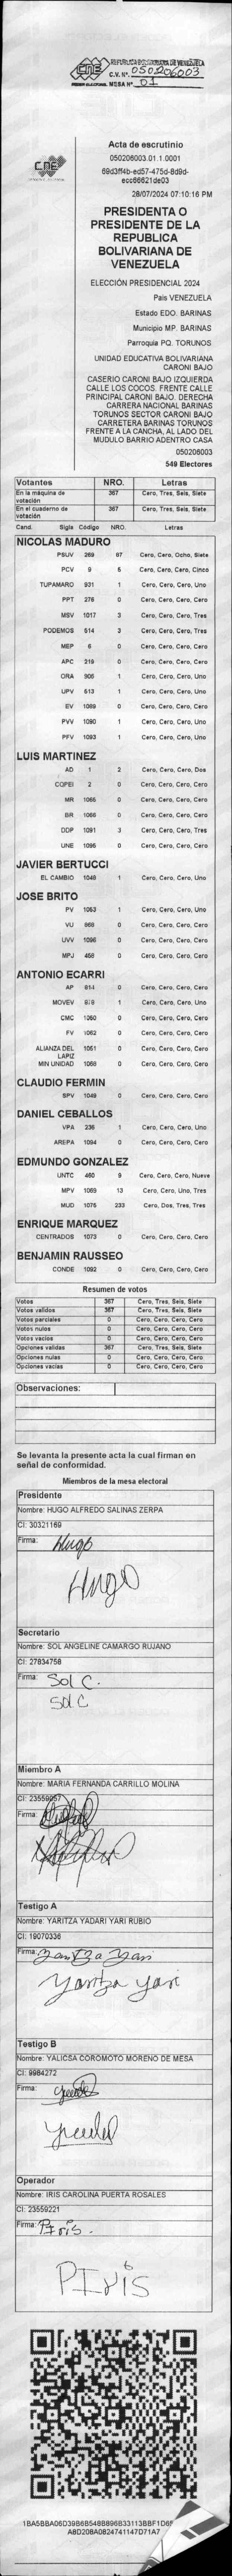 CNE
PODER ELECTORAL
REPUBLICA BOLIVARIANA DE VENEZUELA
C.V. Nº. 050206003
MESA Nº 01
CNE
Acta de escrutinio
050206003.01.1.0001
69d3ff4b-ed57-475d-8d9d-
ecc66621de03
28/07/2024 07:10:16 PM
PRESIDENTA O
PRESIDENTE DE LA
REPUBLICA
BOLIVARIANA DE
VENEZUELA
ELECCIÓN PRESIDENCIAL 2024
País VENEZUELA
Estado EDO. BARINAS
Municipio MP. BARINAS
Parroquia PQ. TORUNOS
UNIDAD EDUCATIVA BOLIVARIANA
CARONI BAJO
CASERIO CARONI BAJO IZQUIERDA
CALLE LOS COCOS. FRENTE CALLE
PRINCIPAL CARONI BAJO. DERECHA
CARRERA NACIONAL BARINAS
TORUNOS SECTOR CARONI BAJO
CARRETERA BARINAS TORUNOS
FRENTE A LA CANCHA, AL LADO DEL
MUDULO BARRIO ADENTRO CASA
050206003
549 Electores
Votantes NRO. Letras
En la máquina de votación 367 Cero, Tres, Seis, Siete
En el cuaderno de votación 367 Cero, Tres, Seis, Siete
Cand. Sigla Código NRO. Letras
NICOLAS MADURO
PSUV 269 87 Cero, Cero, Ocho, Siete
PCV 9 5 Cero, Cero, Cero, Cinco
TUPAMARO 931 1 Cero, Cero, Cero, Uno
PPT 276 0 Cero, Cero, Cero, Cero
MSV 1017 3 Cero, Cero, Cero, Tres
PODEMOS 514 3 Cero, Cero, Cero, Tres
MEP 6 0 Cero, Cero, Cero, Cero
APC 219 0 Cero, Cero, Cero, Cero
ORA 906 1 Cero, Cero, Cero, Uno
UPV 613 1 Cero, Cero, Cero, Uno
EV 1089 0 Cero, Cero, Cero, Cero
PVV 1090 1 Cero, Cero, Cero, Uno
PFV 1093 1 Cero, Cero, Cero, Uno
LUIS MARTINEZ
AD 1 2 Cero, Cero, Cero, Dos
COPEI 2 0 Cero, Cero, Cero, Cero
MR 1065 0 Cero, Cero, Cero, Cero
BR 1066 0 Cero, Cero, Cero, Cero
DDP 1091 3 Cero, Cero, Cero, Tres
UNE 1095 0 Cero, Cero, Cero, Cero
JAVIER BERTUCCI
EL CAMBIO 1048 1 Cero, Cero, Cero, Uno
JOSE BRITO
PV 1063 1 Cero, Cero, Cero, Uno
VU 868 0 Cero, Cero, Cero, Cero
UVV 1096 0 Cero, Cero, Cero, Cero
MPJ 458 0 Cero, Cero, Cero, Cero
ANTONIO ECARRI
AP 814 0 Cero, Cero, Cero, Cero
MOVEV 878 1 Cero, Cero, Cero, Uno
CMC 1050 0 Cero, Cero, Cero, Cero
FV 1062 0 Cero, Cero, Cero, Cero
ALIANZA DEL LAPIZ 1051 0 Cero, Cero, Cero, Cero
MIN UNIDAD 1068 0 Cero, Cero, Cero, Cero
CLAUDIO FERMIN
SPV 1049 0 Cero, Cero, Cero, Cero
DANIEL CEBALLOS
VPA 236 1 Cero, Cero, Cero, Uno
AREPA 1094 0 Cero, Cero, Cero, Cero
EDMUNDO GONZALEZ
UNTC 460 9 Cero, Cero, Cero, Nueve
MPV 1069 13 Cero, Cero, Uno, Tres
MUD 1076 233 Cero, Dos, Tres, Tres
ENRIQUE MARQUEZ
CENTRADOS 1073 0 Cero, Cero, Cero, Cero
BENJAMIN RAUSSEO
CONDE 1092 0 Cero, Cero, Cero, Cero
Resumen de votos
Votos 367 Cero, Tres, Seis, Siete
Votos validos 367 Cero, Tres, Seis, Siete
Votos parciales 0 Cero, Cero, Cero, Cero
Votos nulos 0 Cero, Cero, Cero, Cero
Votos vacios 0 Cero, Cero, Cero, Cero
Opciones validas 367 Cero, Tres, Seis, Siete
Opciones nulas 0 Cero, Cero, Cero, Cero
Opciones vacias 0 Cero, Cero, Cero, Cero
Observaciones:
Se levanta la presente acta la cual firman en
señal de conformidad.
Miembros de la mesa electoral
Presidente
Nombre: HUGO ALFREDO SALINAS ZERPA
CI: 30321169
Firma: Hugo
Hugo
Secretario
Nombre: SOL ANGELINE CAMARGO RUJANO
CI: 27834758
Firma: Sol C.
Sol C
Miembro A
Nombre: MARIA FERNANDA CARRILLO MOLINA
CI: 23559957
Firma:
Testigo A
Nombre: YARITZA YADARI YARI RUBIO
CI: 19070336
Firma: Yaritza Yari
Yaritza Yari
Testigo B
Nombre: YALICSA COROMOTO MORENO DE MESA
CI: 9984272
Firma:
Operador
Nombre: IRIS CAROLINA PUERTA ROSALES
CI: 23559221
Firma: PIris.
PIris